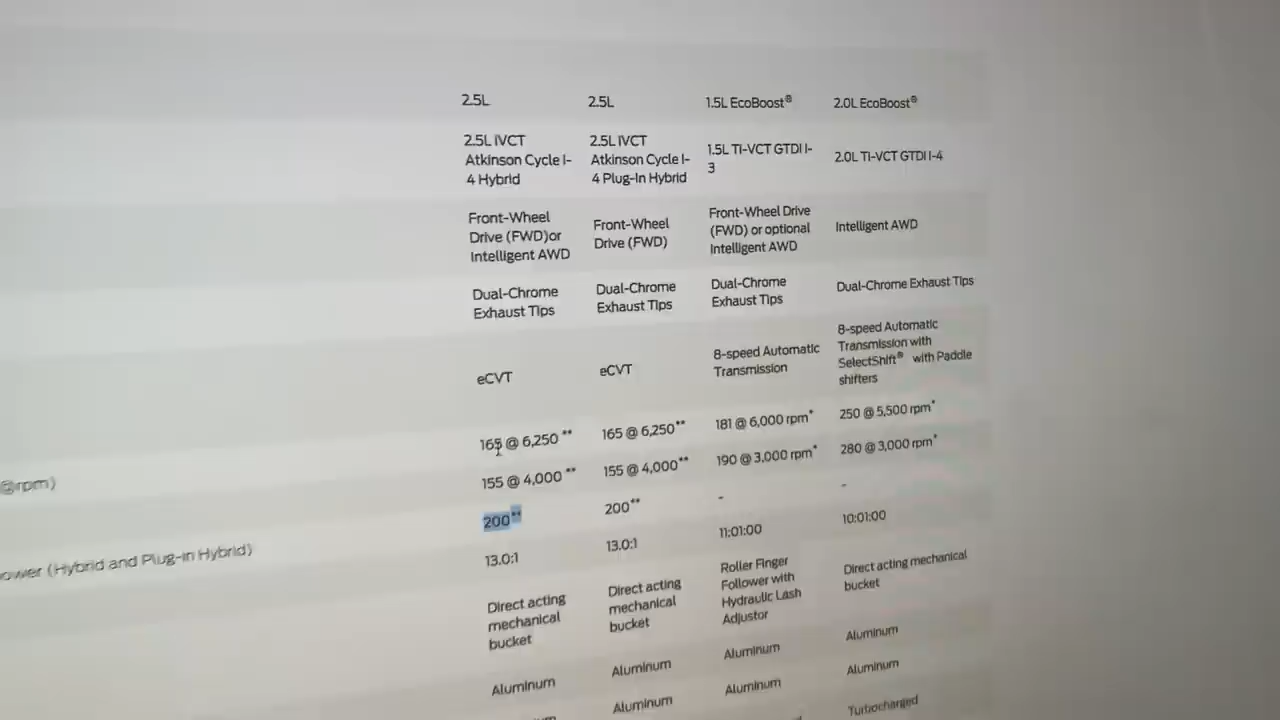 2.5L
2.5L
1.5L EcoBoost®
2.0L EcoBoost®
2.5L iVCT
Atkinson Cycle I-
4 Hybrid
2.5L iVCT
Atkinson Cycle I-
4 Plug-In Hybrid
1.5L Ti-VCT GTDI I-
3
2.0L Ti-VCT GTDI I-4
Front-Wheel
Drive (FWD)or
Intelligent AWD
Front-Wheel
Drive (FWD)
Front-Wheel Drive
(FWD) or optional
Intelligent AWD
Intelligent AWD
Dual-Chrome
Exhaust Tips
Dual-Chrome
Exhaust Tips
Dual-Chrome
Exhaust Tips
Dual-Chrome Exhaust Tips
eCVT
eCVT
8-speed Automatic
Transmission
8-speed Automatic
Transmission with
SelectShift® with Paddle
shifters
165 @ 6,250 **
165 @ 6,250**
181 @ 6,000 rpm*
250 @ 5,500 rpm*
@rpm)
155 @ 4,000 **
155 @ 4,000**
190 @ 3,000 rpm*
280 @ 3,000 rpm*
(Hybrid and Plug-in Hybrid)
200**
200**
-
-
13.0:1
13.0:1
11:01:00
10:01:00
Direct acting
mechanical
bucket
Direct acting
mechanical
bucket
Roller Finger
Follower with
Hydraulic Lash
Adjustor
Direct acting mechanical
bucket
Aluminum
Aluminum
Aluminum
Aluminum
Aluminum
Aluminum
Aluminum
Turbocharged